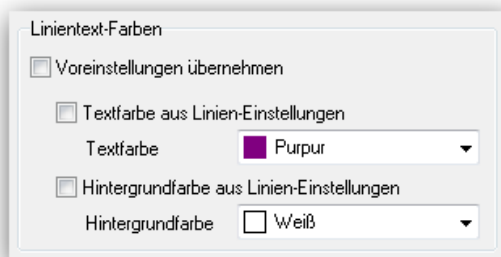 Linientext-Farben
Voreinstellungen übernehmen
Textfarbe aus Linien-Einstellungen
Textfarbe Purpur
Hintergrundfarbe aus Linien-Einstellungen
Hintergrundfarbe Weiß